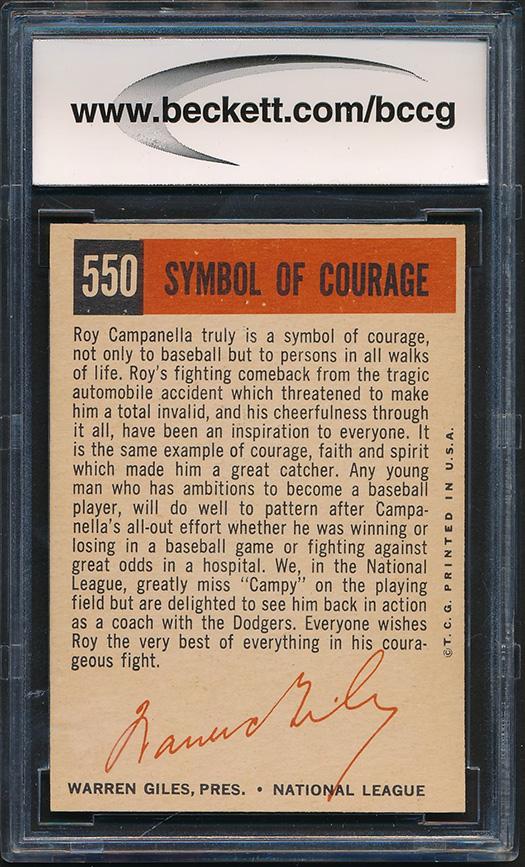 www.beckett.com/bccg
550 SYMBOL OF COURAGE
Roy Campanella truly is a symbol of courage,
not only to baseball but to persons in all walks
of life. Roy's fighting comeback from the tragic
automobile accident which threatened to make
him a total invalid, and his cheerfulness through
it all, have been an inspiration to everyone. It
is the same example of courage, faith and spirit
which made him a great catcher. Any young
man who has ambitions to become a baseball
player, will do well to pattern after Campa-
nella's all-out effort whether he was winning or
losing in a baseball game or fighting against
great odds in a hospital. We, in the National
League, greatly miss "Campy" on the playing
field but are delighted to see him back in action
as a coach with the Dodgers. Everyone wishes
Roy the very best of everything in his coura-
geous fight.
Warren Giles
WARREN GILES, PRES. • NATIONAL LEAGUE
© T. C. G. PRINTED IN U.S.A.